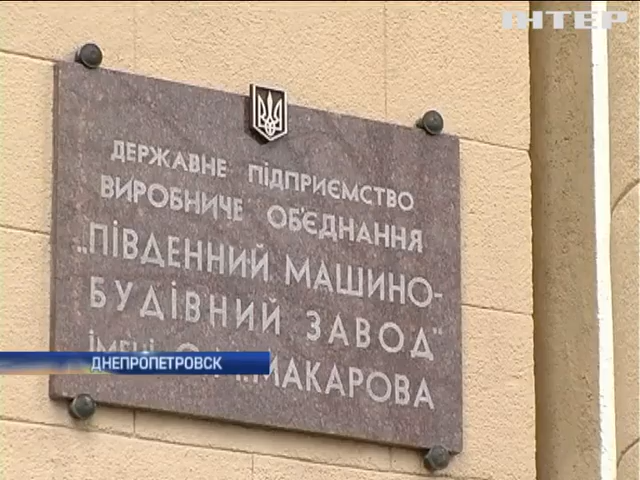 ІНТЕР
ДЕРЖАВНЕ ПІДПРИЄМСТВО
ВИРОБНИЧЕ ОБ'ЄДНАННЯ
„ПІВДЕННИЙ МАШИНО-
БУДІВНИЙ ЗАВОД"
ІМЕНІ О.М.МАКАРОВА
ДНЕПРОПЕТРОВСК